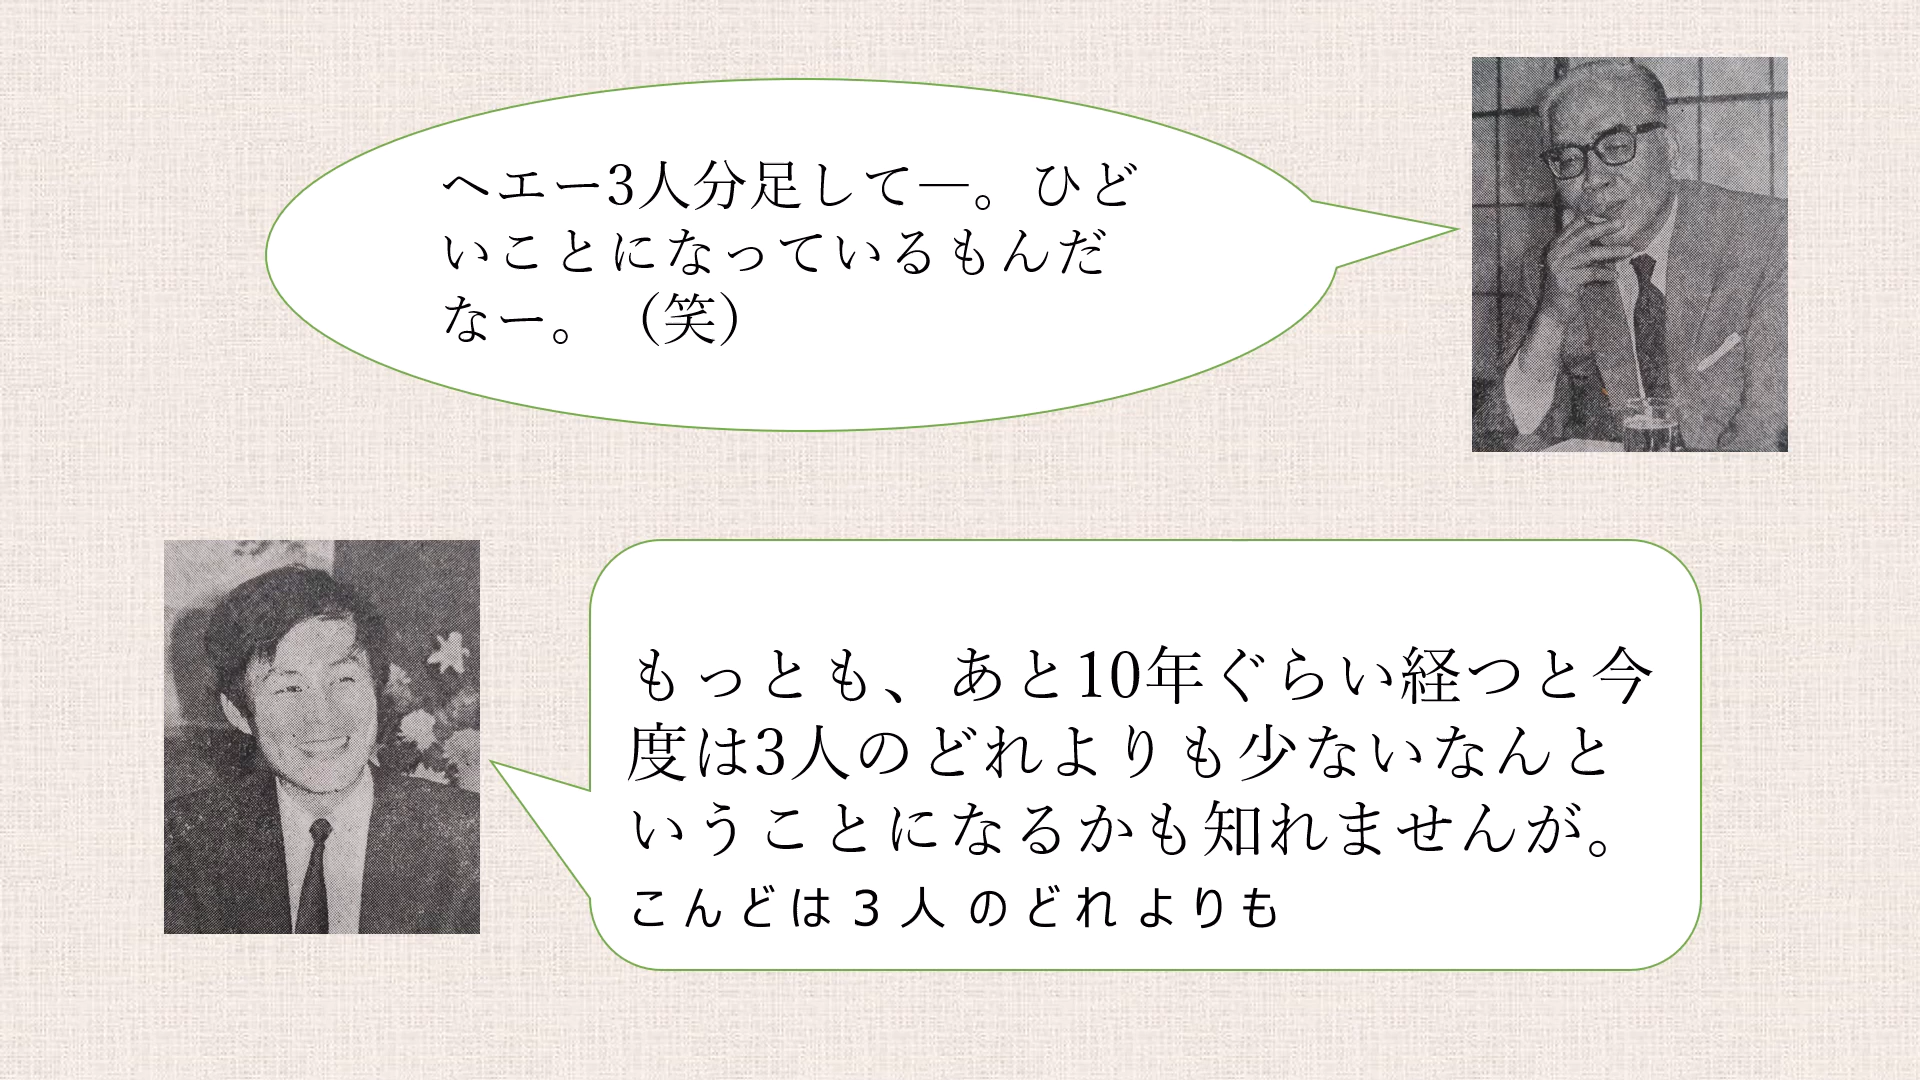 ヘエー3人分足して―。ひど
いことになっているもんだ
なー。（笑）
もっとも、あと10年ぐらい経つと今
度は3人のどれよりも少ないなんと
いうことになるかも知れませんが。
こんどは３人のどれよりも